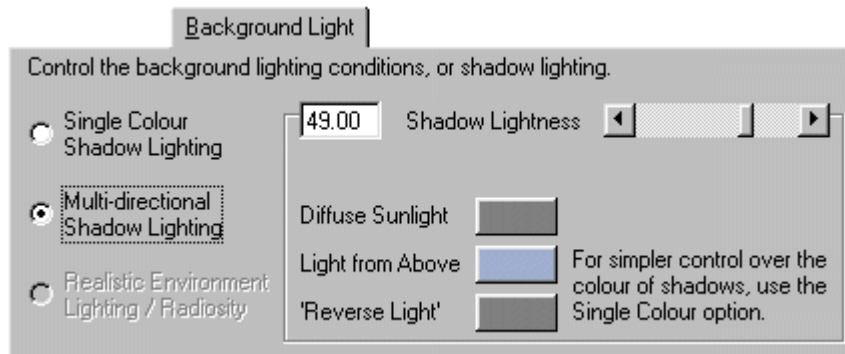 Background Light
Control the background lighting conditions, or shadow lighting.
Single Colour
Shadow Lighting
49.00 Shadow Lightness
Multi-directional
Shadow Lighting
Diffuse Sunlight
Light from Above
Realistic Environment
Lighting / Radiosity
'Reverse Light'
For simpler control over the
colour of shadows, use the
Single Colour option.